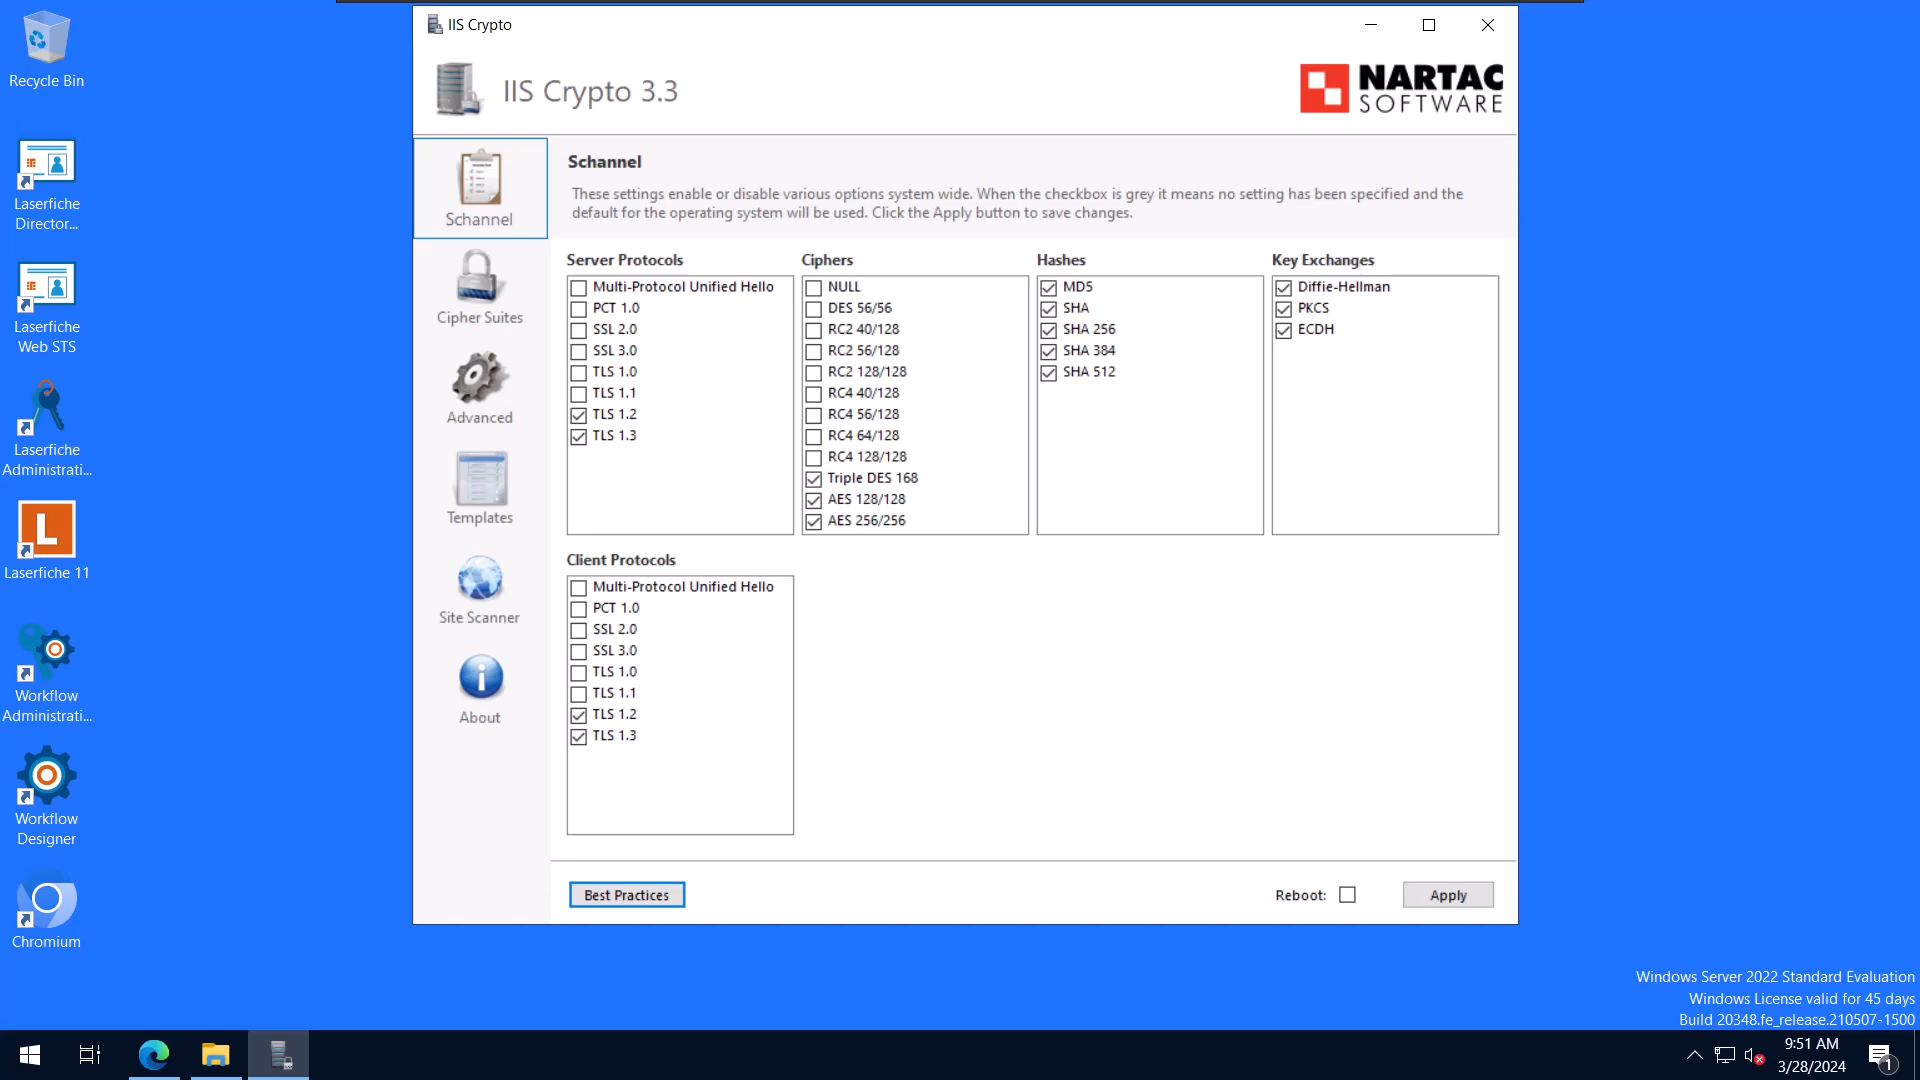 Recycle Bin
Laserfiche
Director...
Laserfiche
Web STS
Laserfiche
Administrati...
Laserfiche 11
Workflow
Administrati...
Workflow
Designer
Chromium
IIS Crypto
IIS Crypto 3.3
NARTAC
SOFTWARE
Schannel
Cipher Suites
Advanced
Templates
Site Scanner
About
Schannel
These settings enable or disable various options system wide. When the checkbox is grey it means no setting has been specified and the
default for the operating system will be used. Click the Apply button to save changes.
Server Protocols
Multi-Protocol Unified Hello
PCT 1.0
SSL 2.0
SSL 3.0
TLS 1.0
TLS 1.1
TLS 1.2
TLS 1.3
Ciphers
NULL
DES 56/56
RC2 40/128
RC2 56/128
RC2 128/128
RC4 40/128
RC4 56/128
RC4 64/128
RC4 128/128
Triple DES 168
AES 128/128
AES 256/256
Hashes
MD5
SHA
SHA 256
SHA 384
SHA 512
Key Exchanges
Diffie-Hellman
PKCS
ECDH
Client Protocols
Multi-Protocol Unified Hello
PCT 1.0
SSL 2.0
SSL 3.0
TLS 1.0
TLS 1.1
TLS 1.2
TLS 1.3
Best Practices
Reboot:
Apply
Windows Server 2022 Standard Evaluation
Windows License valid for 45 days
Build 20348.fe_release.210507-1500
9:51 AM
3/28/2024
1